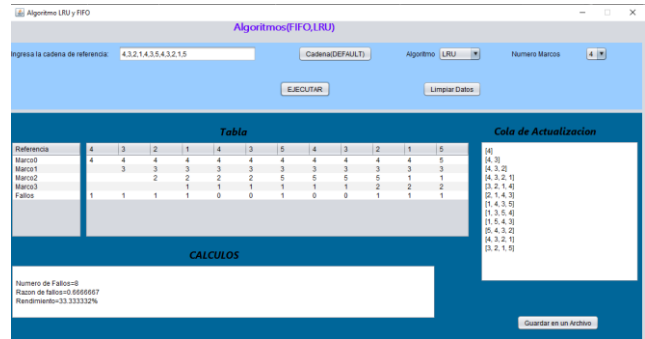 Algoritmo LRU y FIFO
Algoritmos(FIFO,LRU)
Ingresa la cadena de referencia: 4,3,2,1,4,3,5,4,3,2,1,5 Cadena(DEFAULT) Algoritmo LRU Numero Marcos 4
EJECUTAR Limpiar Datos
Tabla
Referencia 4 3 2 1 4 3 5 4 3 2 1 5
Marco0 4 4 4 4 4 4 4 4 4 4 4 5
Marco1 3 3 3 3 3 3 3 3 3 3 3
Marco2 2 2 2 2 5 5 5 5 1 1
Marco3 1 1 1 1 1 1 2 2 2
Fallos 1 1 1 1 0 0 1 0 0 1 1 1
Cola de Actualizacion
[4]
[4, 3]
[4, 3, 2]
[4, 3, 2, 1]
[3, 2, 1, 4]
[2, 1, 4, 3]
[1, 4, 3, 5]
[1, 3, 5, 4]
[1, 5, 4, 3]
[5, 4, 3, 2]
[4, 3, 2, 1]
[3, 2, 1, 5]
CALCULOS
Numero de Fallos=8
Razon de fallos=0.6666667
Rendimiento=33.333332%
Guardar en un Archivo